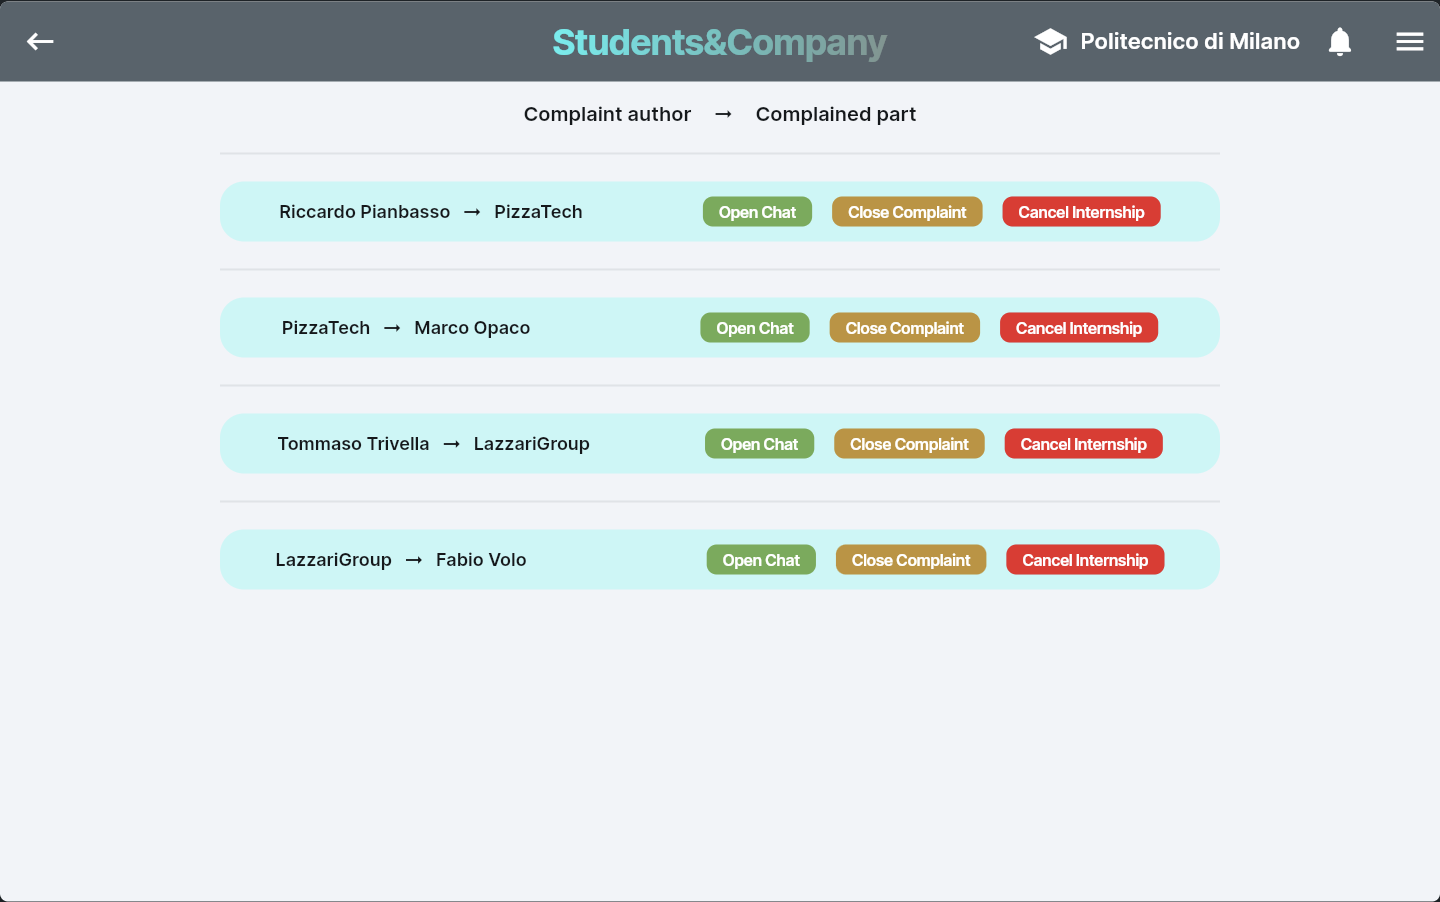 Students&Company
Politecnico di Milano
Complaint author → Complained part
Riccardo Pianbasso → PizzaTech Open Chat Close Complaint Cancel Internship
PizzaTech → Marco Opaco Open Chat Close Complaint Cancel Internship
Tommaso Trivella → LazzariGroup Open Chat Close Complaint Cancel Internship
LazzariGroup → Fabio Volo Open Chat Close Complaint Cancel Internship